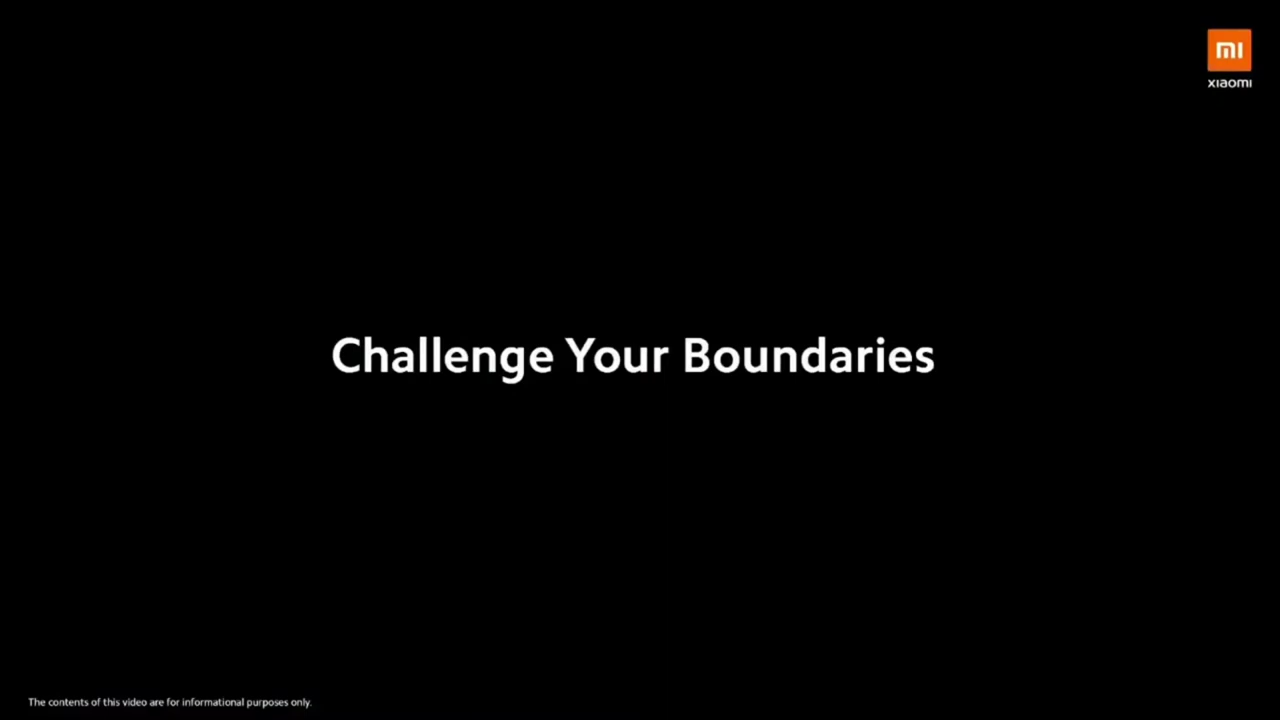 mi
xiaomi
Challenge Your Boundaries
The contents of this video are for informational purposes only.